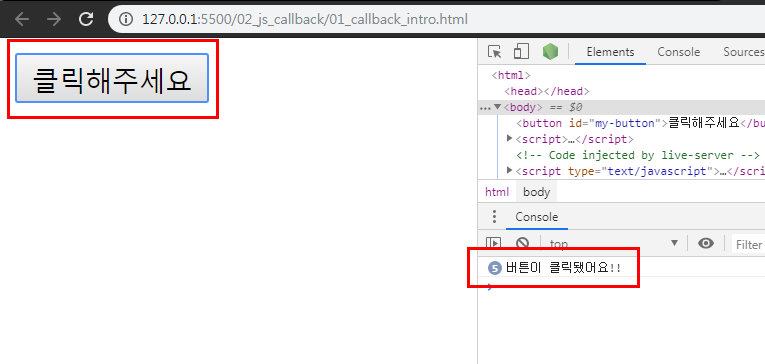 127.0.0.1:5500/02_js_callback/01_callback_intro.html
클릭해주세요
Elements Console Sources
<html>
<head></head>
<body> == $0
<button id="my-button">클릭해주세요</bu
<script>…</script>
<!-- Code injected by live-server -->
<script type="text/javascript">…</scri
html body
Console
top Filter
5 버튼이 클릭됐어요!!